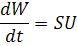 dW/dt = SU